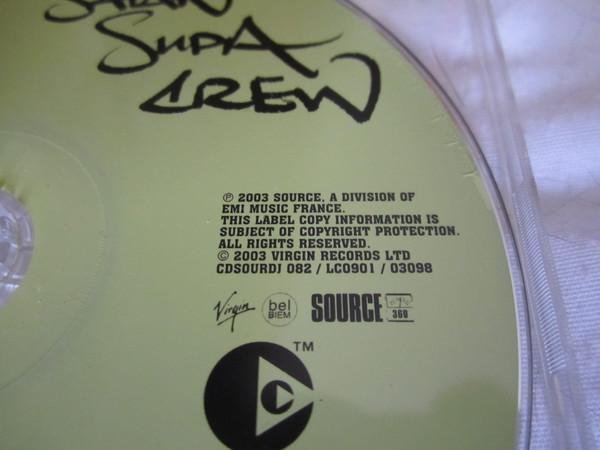 SUPA
CREW
℗ 2003 SOURCE, A DIVISION OF
EMI MUSIC FRANCE.
THIS LABEL COPY INFORMATION IS
SUBJECT OF COPYRIGHT PROTECTION.
ALL RIGHTS RESERVED.
© 2003 VIRGIN RECORDS LTD
CDSOURDJ 082 / LC0901 / 03098
Virgin bel BIEM SOURCE 360
TM
C